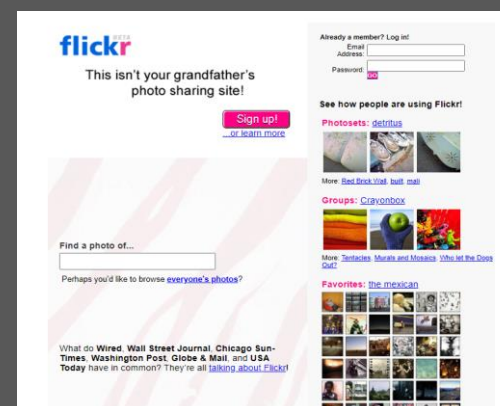 flickr BETA
This isn't your grandfather's
photo sharing site!
Sign up!
...or learn more
Find a photo of...
Perhaps you'd like to browse everyone's photos?
What do Wired, Wall Street Journal, Chicago Sun-
Times, Washington Post, Globe & Mail, and USA
Today have in common? They're all talking about Flickr!
Already a member? Log in!
Email
Address:
Password:
GO
See how people are using Flickr!
Photosets: detritus
More: Red Brick Wall, built, mali
Groups: Crayonbox
More: Tentacles, Murals and Mosaics, Who let the Dogs
Out?
Favorites: the mexican